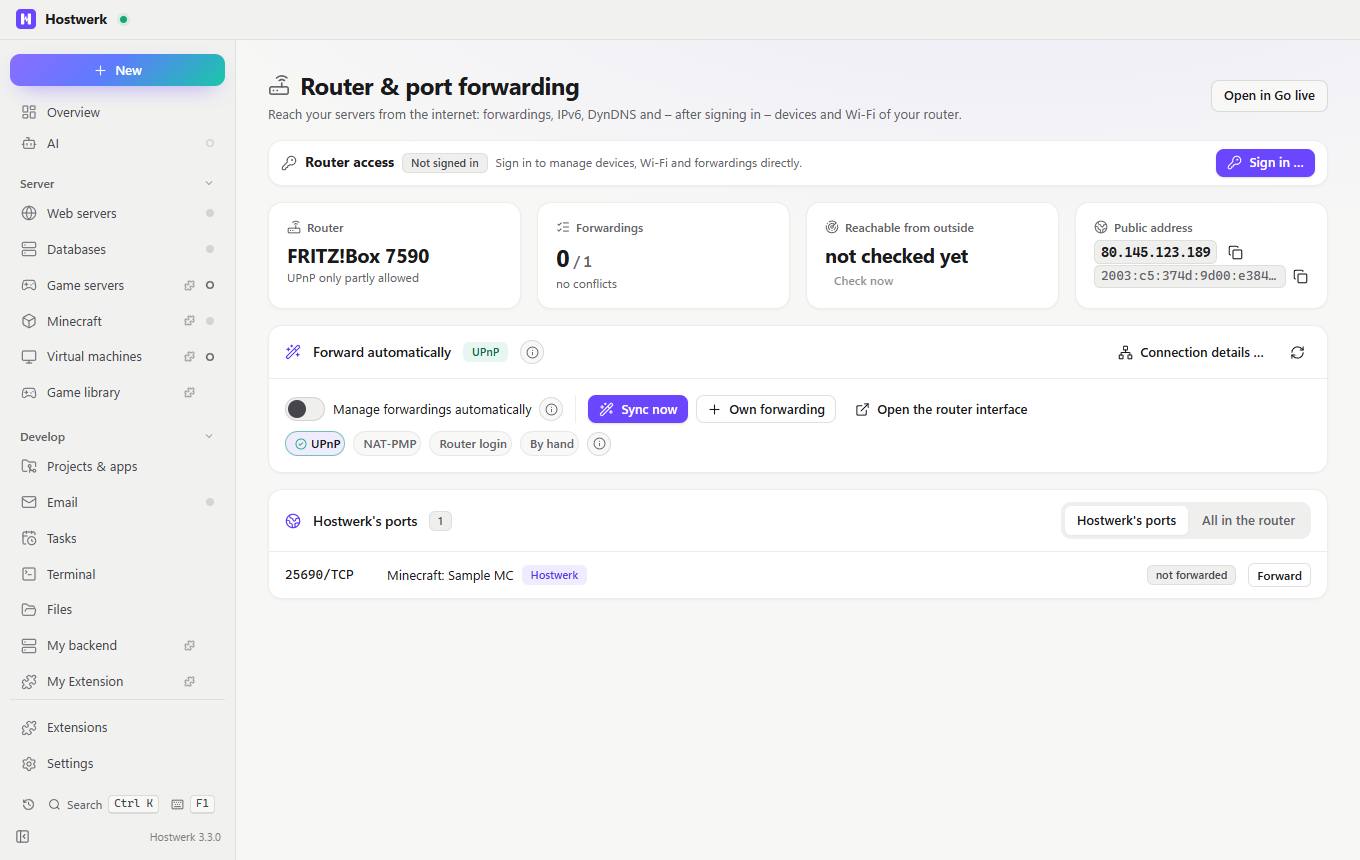 Hostwerk
New
Overview
AI
Server
Web servers
Databases
Game servers
Minecraft
Virtual machines
Game library
Develop
Projects & apps
Email
Tasks
Terminal
Files
My backend
My Extension
Extensions
Settings
Search Ctrl K F1
Hostwerk 3.3.0
Router & port forwarding
Reach your servers from the internet: forwardings, IPv6, DynDNS and – after signing in – devices and Wi-Fi of your router.
Open in Go live
Router access Not signed in Sign in to manage devices, Wi-Fi and forwardings directly.
Sign in ...
Router
FRITZ!Box 7590
UPnP only partly allowed
Forwardings
0 / 1
no conflicts
Reachable from outside
not checked yet
Check now
Public address
80.145.123.189
2003:c5:374d:9d00:e384…
Forward automatically UPnP
Connection details ...
Manage forwardings automatically
Sync now
Own forwarding
Open the router interface
UPnP NAT-PMP Router login By hand
Hostwerk's ports 1
Hostwerk's ports All in the router
25690/TCP Minecraft: Sample MC Hostwerk not forwarded Forward